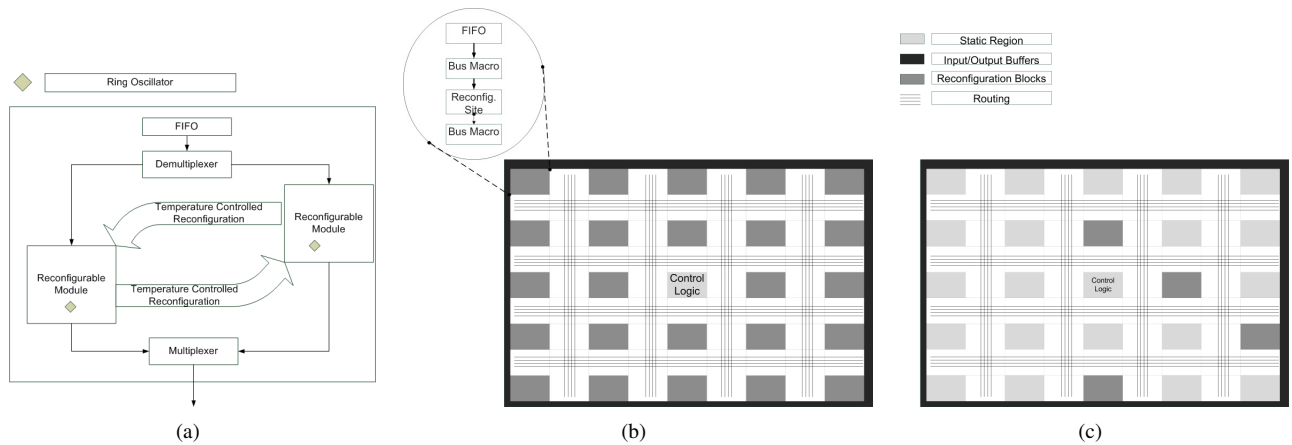 Ring Oscillator
FIFO
Demultiplexer
Temperature Controlled
Reconfiguration
Reconfigurable
Module
Reconfigurable
Module
Temperature Controlled
Reconfiguration
Multiplexer
(a)
FIFO
Bus Macro
Reconfig.
Site
Bus Macro
Control
Logic
(b)
Static Region
Input/Output Buffers
Reconfiguration Blocks
Routing
Control
Logic
(c)